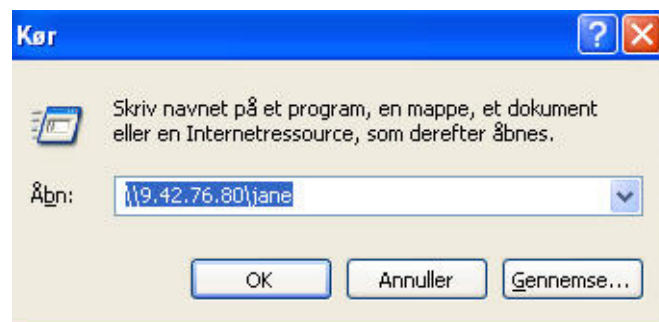 Kør
Skriv navnet på et program, en mappe, et dokument
eller en Internetressource, som derefter åbnes.
Åbn: \\9.42.76.80\jane
OK Annuller Gennemse...